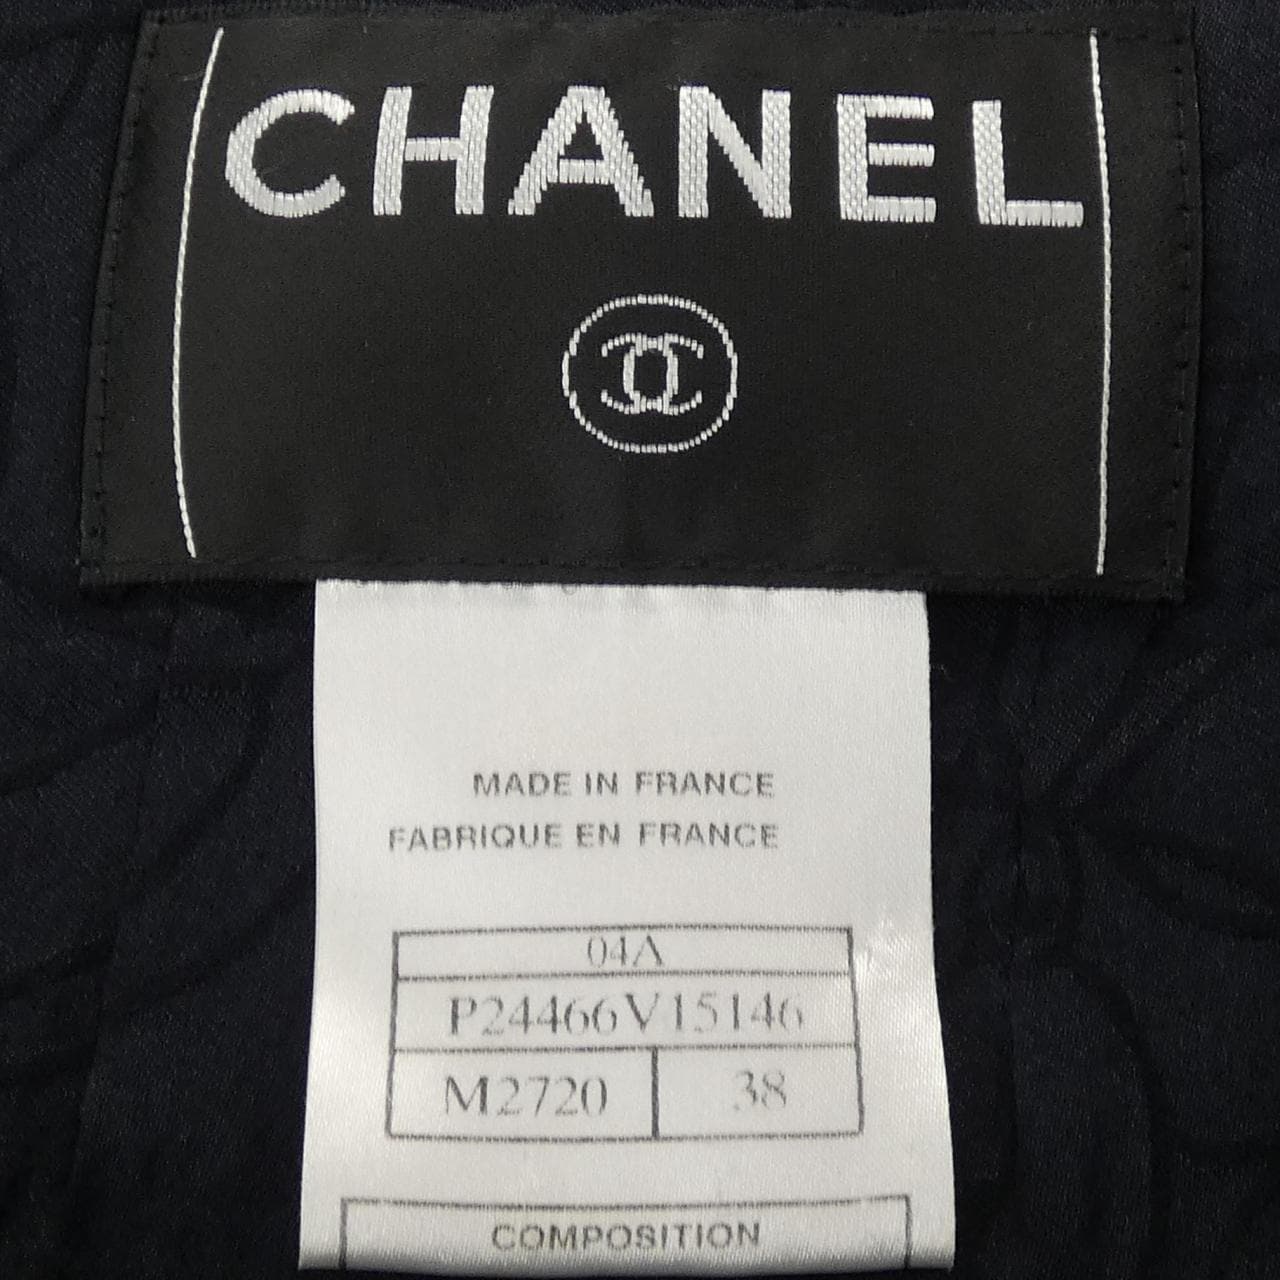 CHANEL
MADE IN FRANCE
FABRIQUE EN FRANCE
04A
P24466V15146
M2720 38
COMPOSITION